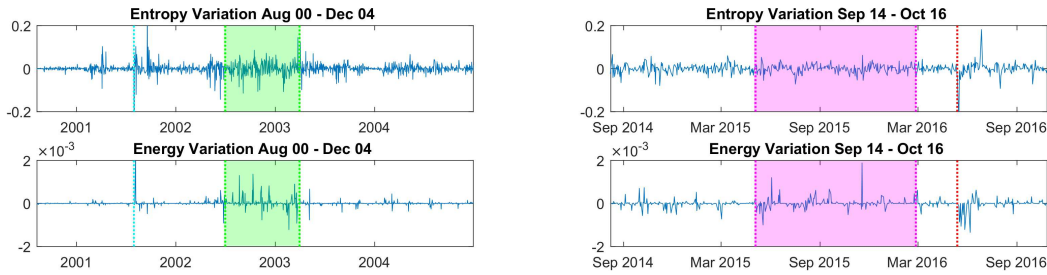 Entropy Variation Aug 00 - Dec 04
0.2
0
-0.2
2001 2002 2003 2004
×10⁻³ Energy Variation Aug 00 - Dec 04
2
0
-2
2001 2002 2003 2004
Entropy Variation Sep 14 - Oct 16
0.2
0
-0.2
Sep 2014 Mar 2015 Sep 2015 Mar 2016 Sep 2016
×10⁻³ Energy Variation Sep 14 - Oct 16
2
0
-2
Sep 2014 Mar 2015 Sep 2015 Mar 2016 Sep 2016